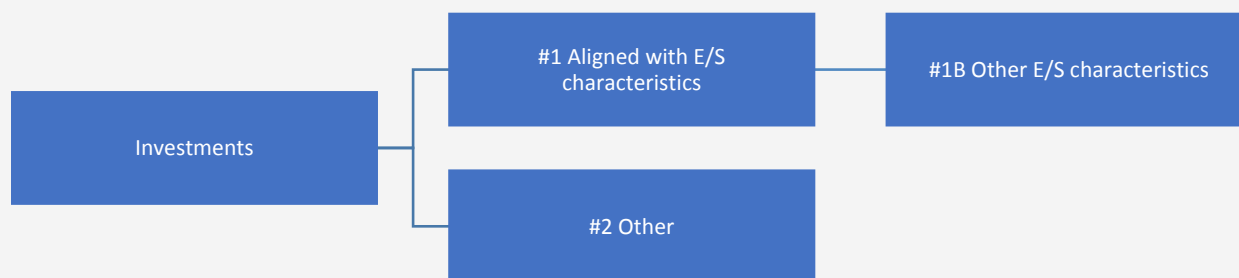 #1 Aligned with E/S
characteristics
#1B Other E/S characteristics
Investments
#2 Other